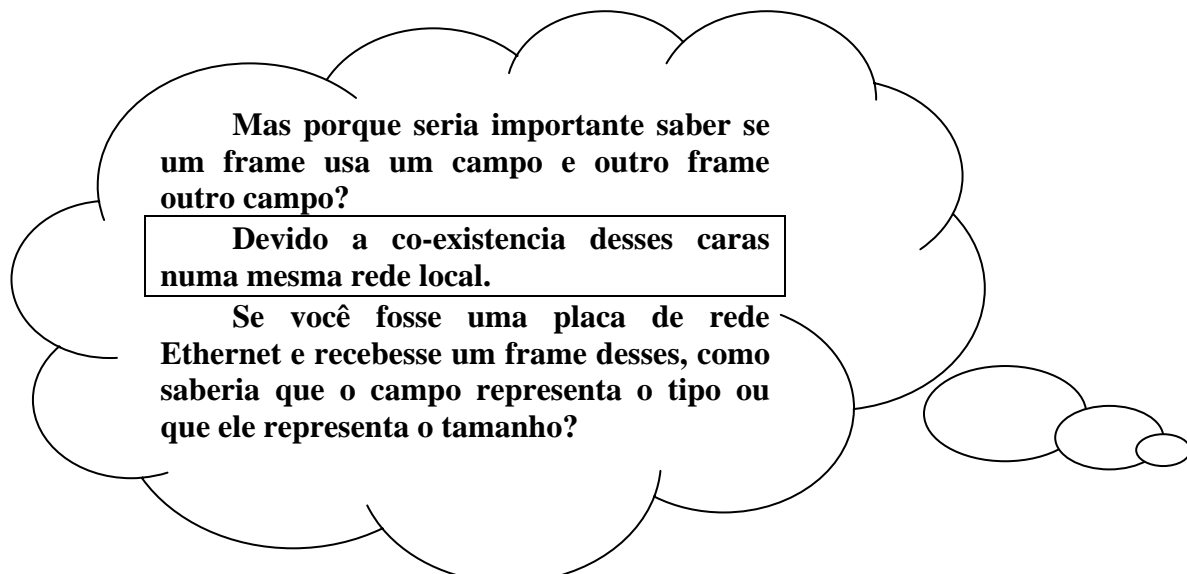 Mas porque seria importante saber se
um frame usa um campo e outro frame
outro campo?
Devido a co-existencia desses caras
numa mesma rede local.
Se você fosse uma placa de rede
Ethernet e recebesse um frame desses, como
saberia que o campo representa o tipo ou
que ele representa o tamanho?